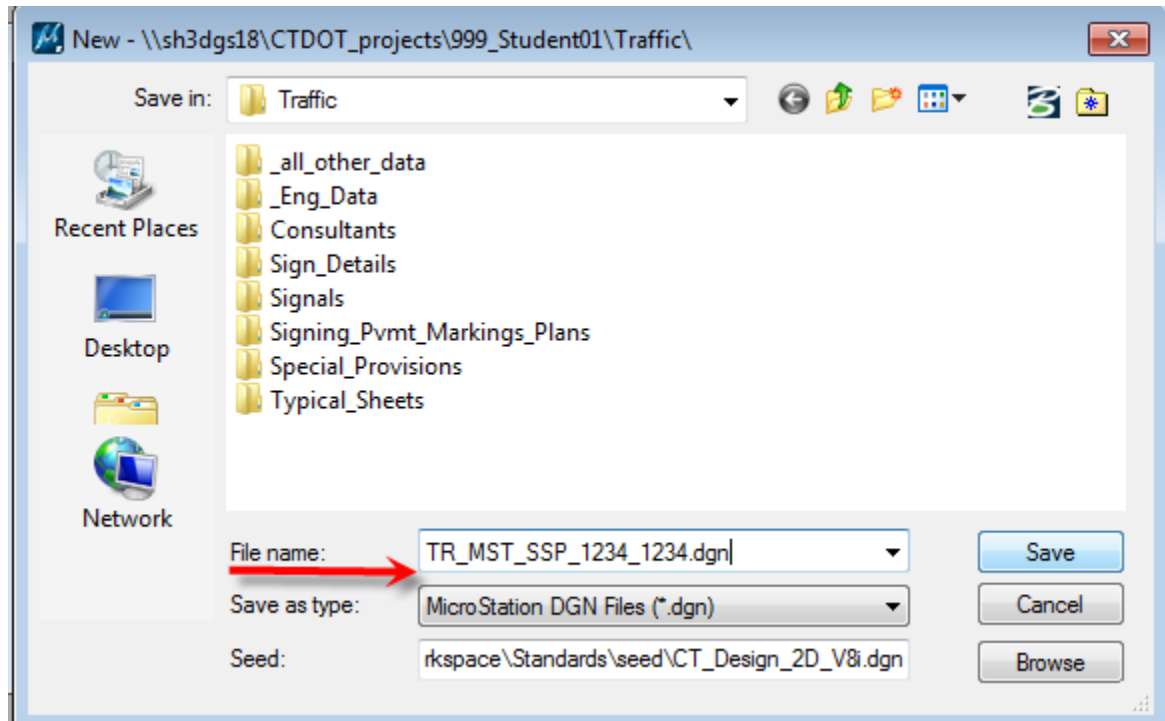 New - \\sh3dgs18\CTDOT_projects\999_Student01\Traffic\
Save in: Traffic
_all_other_data
_Eng_Data
Recent Places
Consultants
Sign_Details
Signals
Signing_Pvmt_Markings_Plans
Desktop
Special_Provisions
Typical_Sheets
Network
File name: TR_MST_SSP_1234_1234.dgn Save
Save as type: MicroStation DGN Files (*.dgn) Cancel
Seed: rkspace\Standards\seed\CT_Design_2D_V8i.dgn Browse